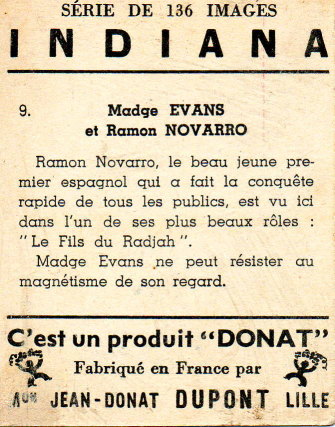 SÉRIE DE 136 IMAGES
INDIANA
9. Madge EVANS
et Ramon NOVARRO
Ramon Novarro, le beau jeune pre-
mier espagnol qui a fait la conquête
rapide de tous les publics, est vu ici
dans l'un de ses plus beaux rôles :
"Le Fils du Radjah".
Madge Evans ne peut résister au
magnétisme de son regard.
C'est un produit "DONAT"
Fabriqué en France par
Aon JEAN-DONAT DUPONT LILLE